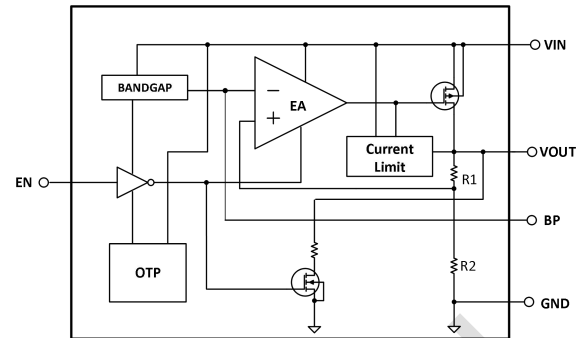 VIN
BANDGAP
−
EA
+
Current
Limit
VOUT
R1
EN
BP
OTP
R2
GND